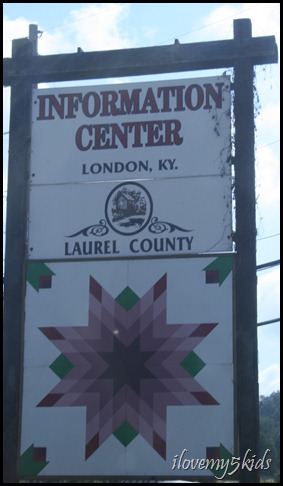 INFORMATION
CENTER
LONDON, KY.
LAUREL COUNTY
ilovemy5kids